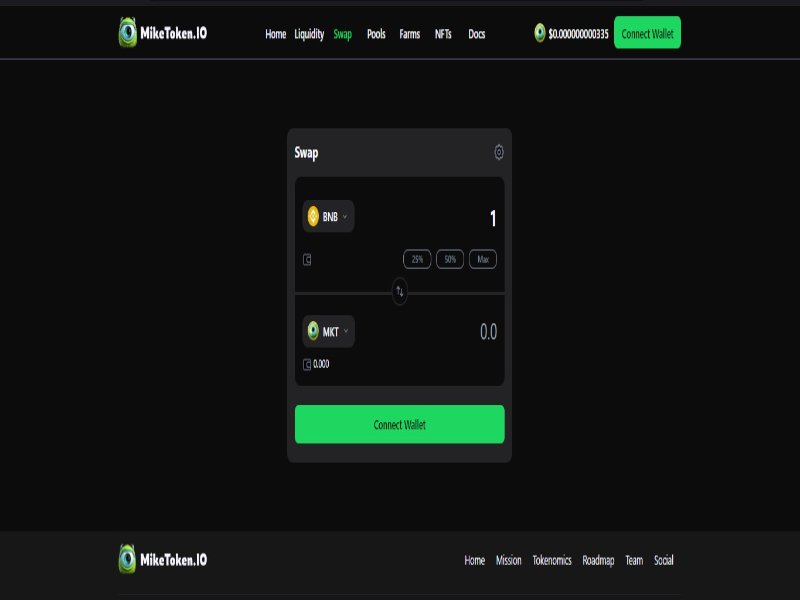 MikeToken.IO
Home Liquidity Swap Pools Farms NFTs Docs
$0.000000000335
Connect Wallet
Swap
BNB
1
25% 50% Max
MKT
0.0
0.000
Connect Wallet
MikeToken.IO
Home Mission Tokenomics Roadmap Team Social